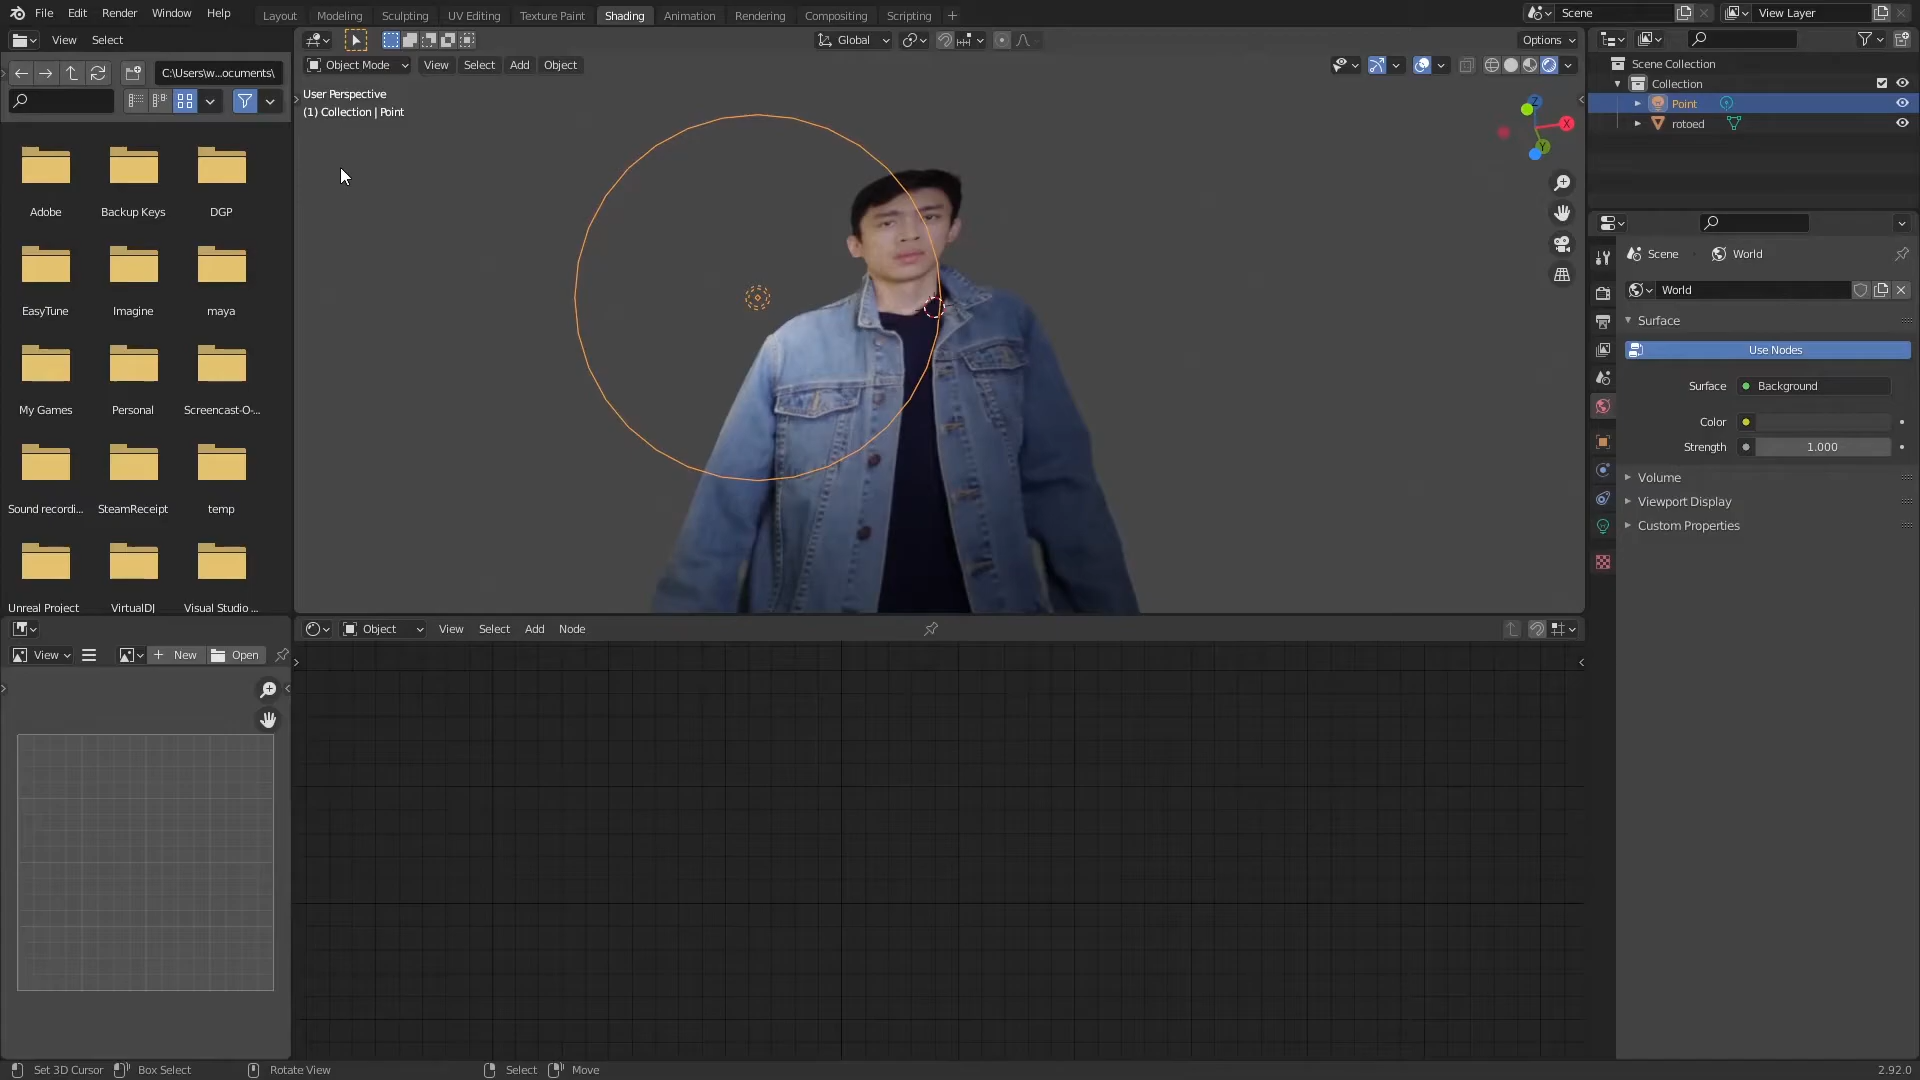 File Edit Render Window Help
Layout Modeling Sculpting UV Editing Texture Paint Shading Animation Rendering Compositing Scripting
Scene
View Layer
View Select
Global
Options
C:\Users\w...ocuments\
Object Mode View Select Add Object
User Perspective
(1) Collection | Point
Z
X
Y
Adobe
Backup Keys
DGP
EasyTune
Imagine
maya
My Games
Personal
Screencast-O-...
Sound recordi...
SteamReceipt
temp
Unreal Project
VirtualDJ
Visual Studio ...
Scene Collection
Collection
Point
rotoed
Scene
World
World
Surface
Use Nodes
Surface
Background
Color
Strength
1.000
Volume
Viewport Display
Custom Properties
Object View Select Add Node
View
New
Open
Set 3D Cursor
Box Select
Rotate View
Select
Move
2.92.0